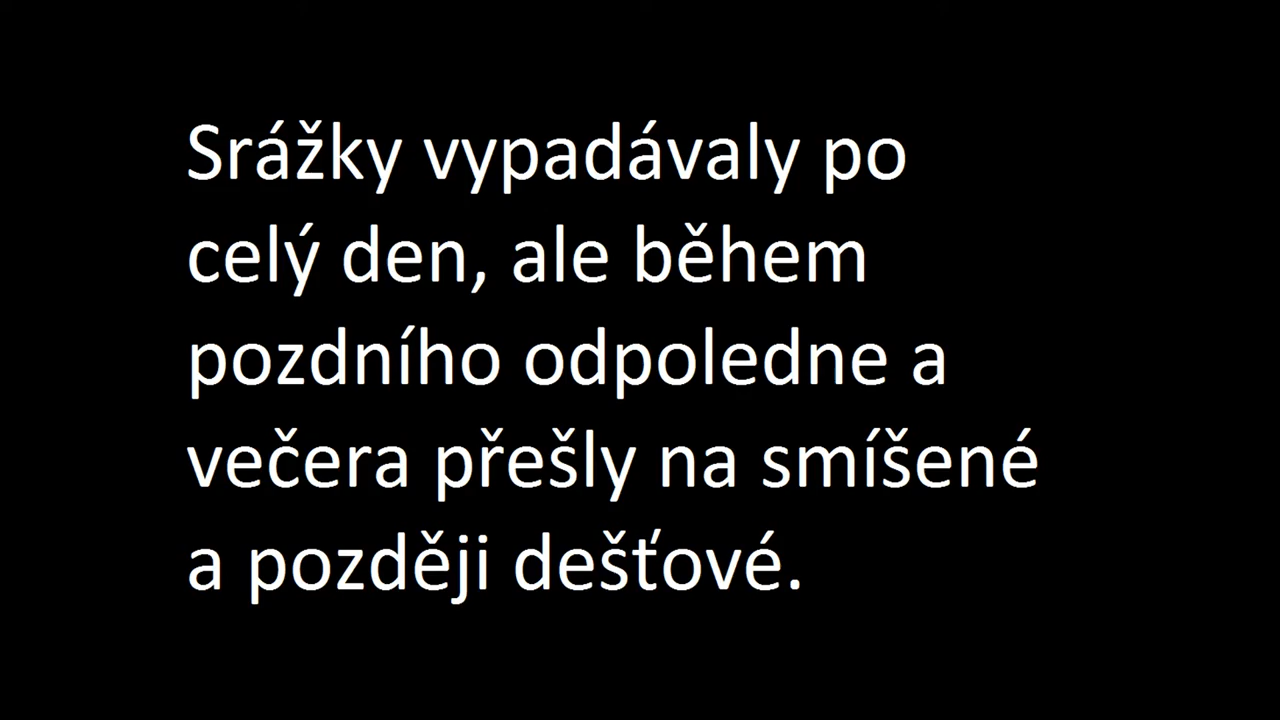 Srážky vypadávaly po
celý den, ale během
pozdního odpoledne a
večera přešly na smíšené
a později dešťové.